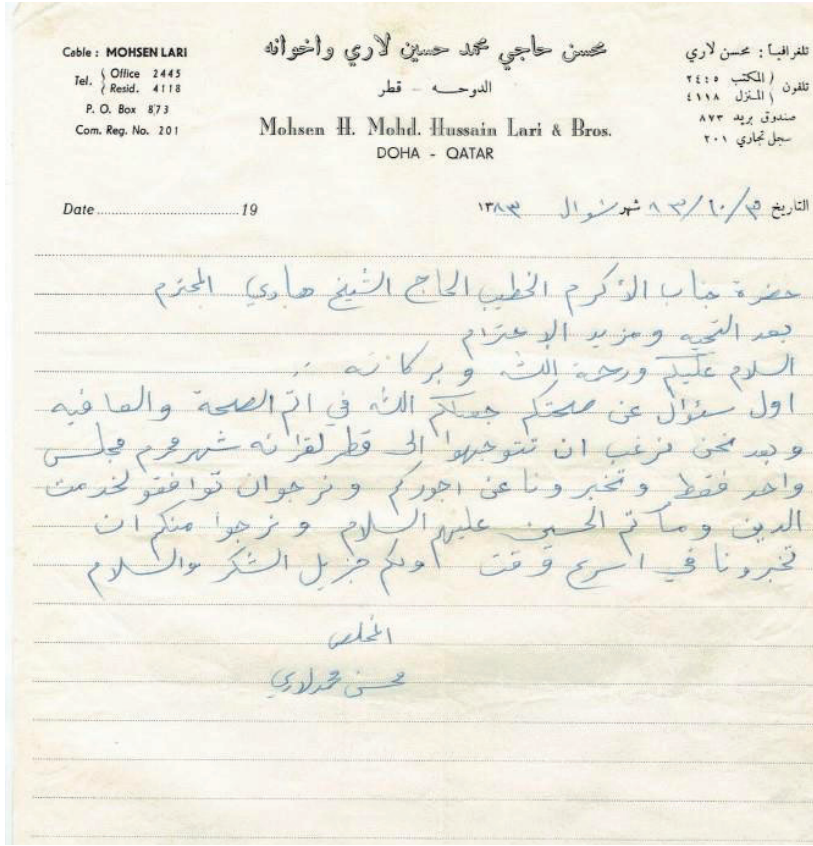 Cable : MOHSEN LARI
Tel. { Office 2445
Resid. 4118
P. O. Box 873
Com. Reg. No. 201
محسن حاجي محمد حسين لاري واخوانه
الدوحه - قطر
Mohsen H. Mohd. Hussain Lari & Bros.
DOHA - QATAR
تلغرافياً : محسن لاري
تلفون ( المكتب ٢٤٤٥
( المنزل ٤١١٨
صندوق بريد ٨٧٣
سجل تجاري ٢٠١
Date ........................... 19
التاريخ /١٠/٨٣ شهر شوال ١٣٨٣
حضرة جناب الأكرم الخطيب الحاج الشيخ هادي المحترم
بعد التحيه ومزيد الإحترام
السلام عليكم ورحمة الله وبركاته
اول سئوال عن صحتكم جعلكم الله في اتم الصحة والعافيه
وبعد نحن نرغب ان تتوجهوا الى قطر لقرائه شهر محرم مجلس
واحد فقط وتخبرونا عن اجوركم ونرجوان توافقو لخدمت
الدين ومأتم الحسين عليهم السلام ونرجوا منكم ان
تخبرونا في اسرع وقت ولكم جزيل الشكر والسلام
المخلص
محسن محمد لاري